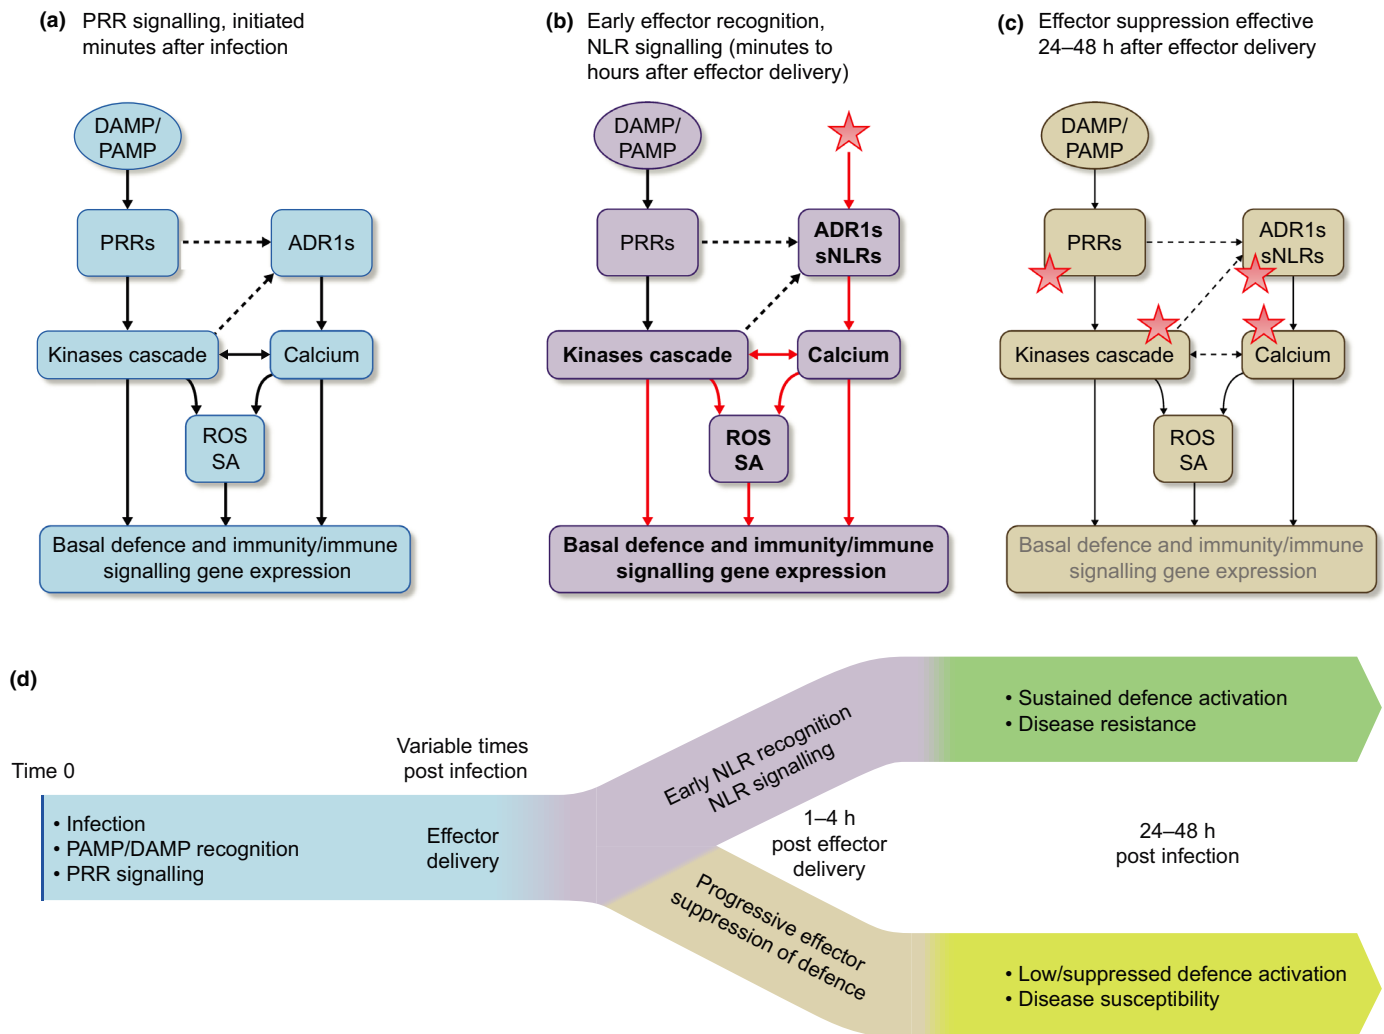 (a) PRR signalling, initiated
minutes after infection
DAMP/
PAMP
PRRs
ADR1s
Kinases cascade
Calcium
ROS
SA
Basal defence and immunity/immune
signalling gene expression
(b) Early effector recognition,
NLR signalling (minutes to
hours after effector delivery)
DAMP/
PAMP
PRRs
ADR1s
sNLRs
Kinases cascade
Calcium
ROS
SA
Basal defence and immunity/immune
signalling gene expression
(c) Effector suppression effective
24–48 h after effector delivery
DAMP/
PAMP
PRRs
ADR1s
sNLRs
Kinases cascade
Calcium
ROS
SA
Basal defence and immunity/immune
signalling gene expression
(d)
Time 0
• Infection
• PAMP/DAMP recognition
• PRR signalling
Variable times
post infection
Effector
delivery
Early NLR recognition
NLR signalling
Progressive effector
suppression of defence
1–4 h
post effector
delivery
• Sustained defence activation
• Disease resistance
24–48 h
post infection
• Low/suppressed defence activation
• Disease susceptibility